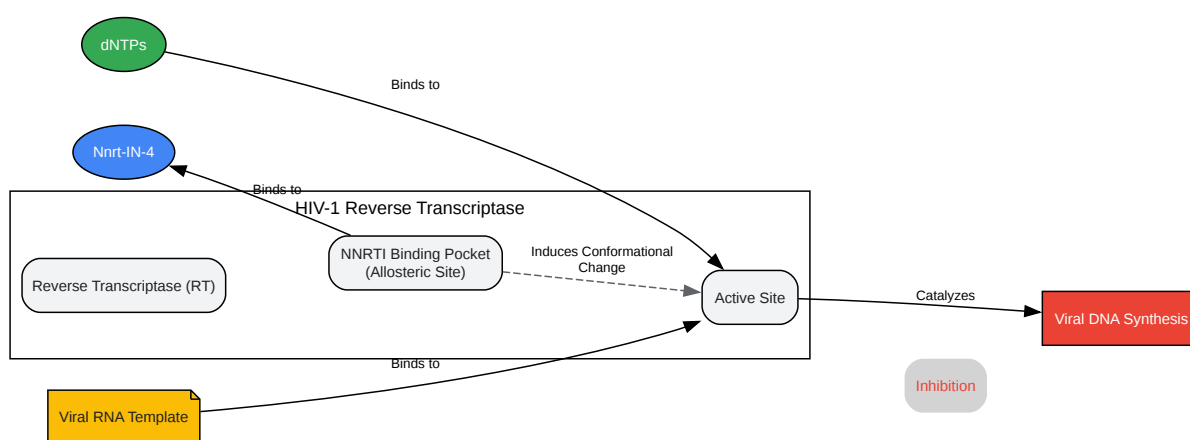 dNTPs
Binds to
Nnrt-IN-4
Binds to
HIV-1 Reverse Transcriptase
NNRTI Binding Pocket
(Allosteric Site)
Induces Conformational
Change
Reverse Transcriptase (RT)
Active Site
Catalyzes
Viral DNA Synthesis
Binds to
Inhibition
Viral RNA Template